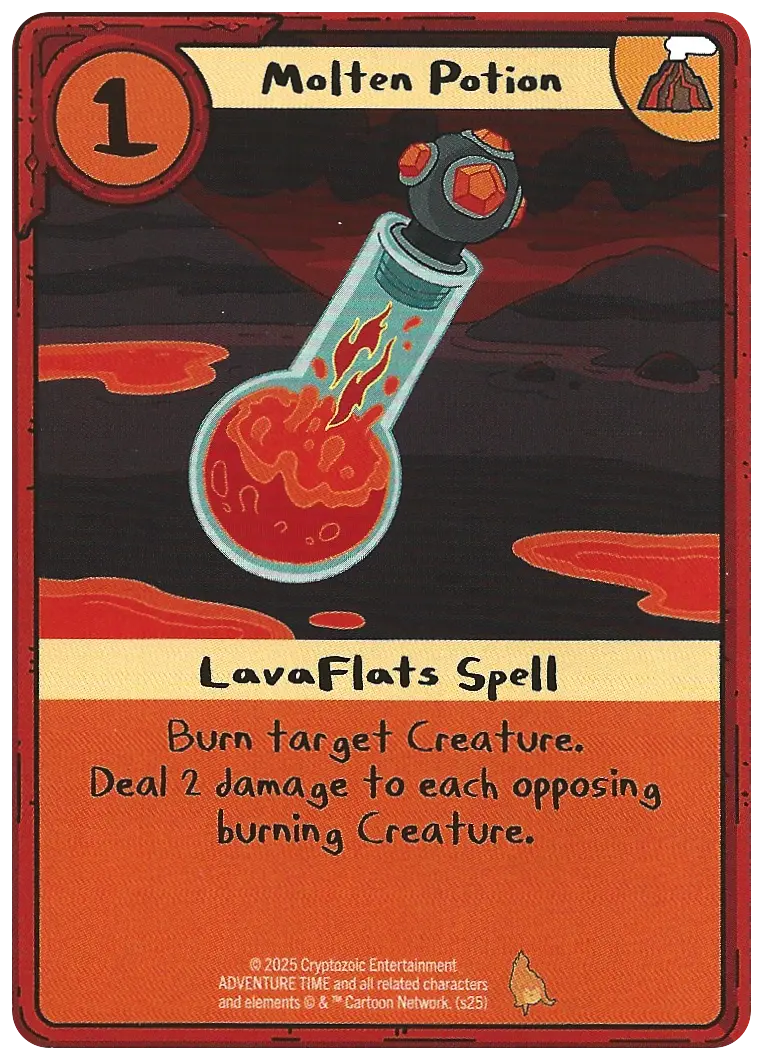 1
Molten Potion
LavaFlats Spell
Burn target Creature.
Deal 2 damage to each opposing
burning Creature.
© 2025 Cryptozoic Entertainment
ADVENTURE TIME and all related characters
and elements © & ™ Cartoon Network. (s25)